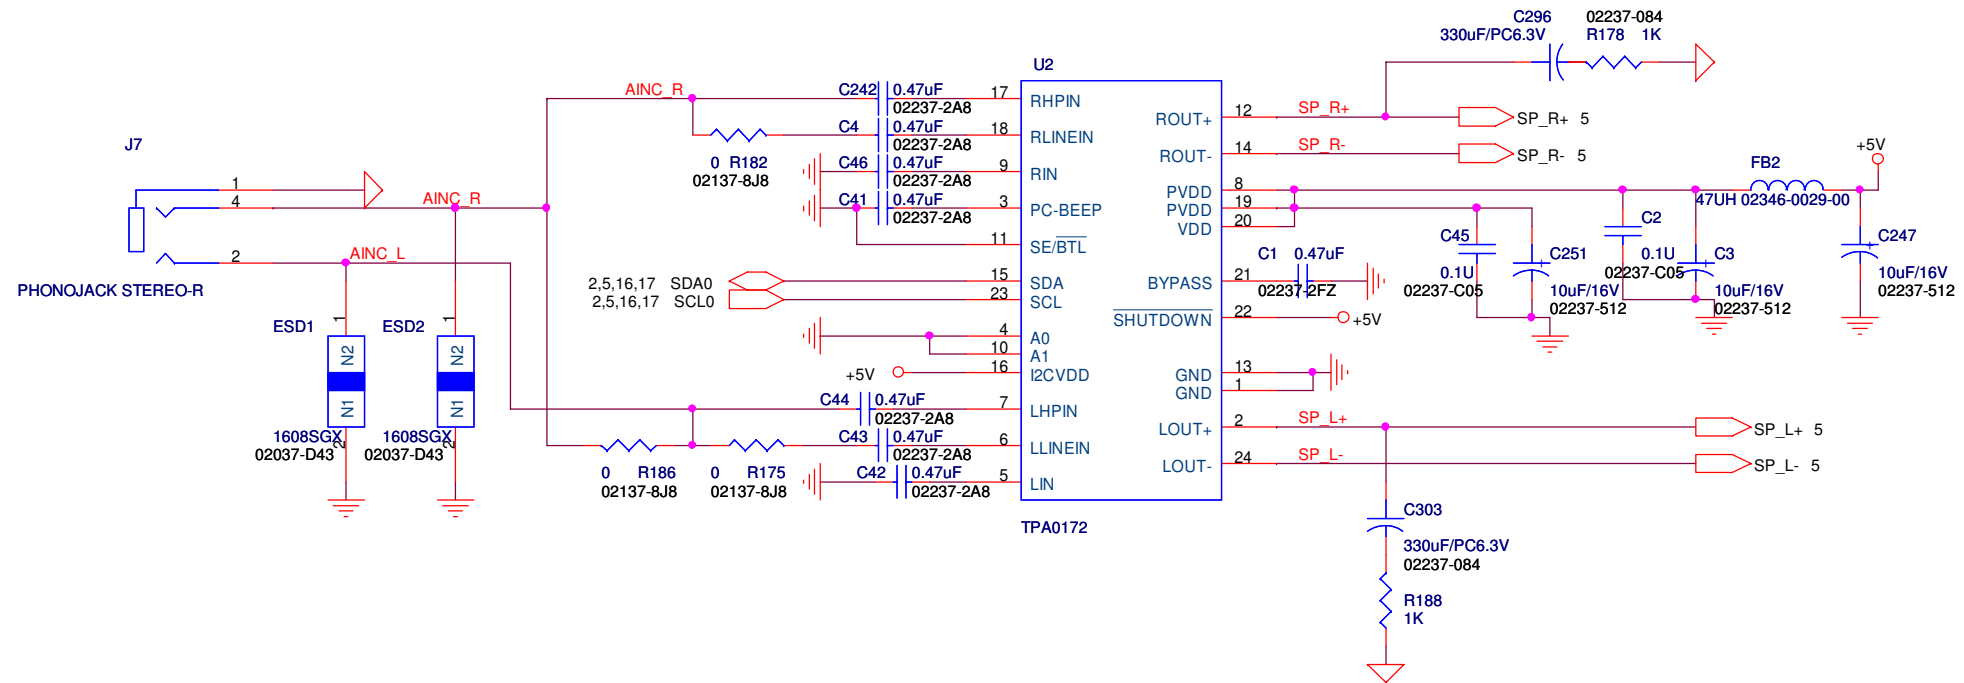 C296 02237-084
330uF/PC6.3V R178 1K
U2
AINC_R C242 0.47uF 17 RHPIN
02237-2A8
C4 0.47uF 18 RLINEIN
02237-2A8
0 R182
02137-8J8
C46 0.47uF 9 RIN
02237-2A8
C41 0.47uF 3 PC-BEEP
02237-2A8
11 SE/BTL
2,5,16,17 SDA0 15 SDA
2,5,16,17 SCL0 23 SCL
4 A0
10 A1
+5V 16 I2CVDD
C44 0.47uF 7 LHPIN
02237-2A8
C43 0.47uF 6 LLINEIN
02237-2A8
0 R186 0 R175
02137-8J8 02137-8J8
C42 0.47uF 5 LIN
02237-2A8
TPA0172
J7
1
4 AINC_R
2 AINC_L
PHONOJACK STEREO-R
ESD1 1 ESD2 1
N2 N2
N1 N1
1608SGX 2 1608SGX 2
02037-D43 02037-D43
ROUT+ 12 SP_R+ SP_R+ 5
ROUT- 14 SP_R- SP_R- 5
PVDD 8
PVDD 19
VDD 20
FB2 +5V
47UH 02346-0029-00
C45 C251 C2 C3 C247
0.1U 10uF/16V 0.1U 10uF/16V 10uF/16V
02237-C05 02237-512 02237-C05 02237-512 02237-512
BYPASS 21 C1 0.47uF
02237-2FZ
SHUTDOWN 22 +5V
GND 13
GND 1
LOUT+ 2 SP_L+ SP_L+ 5
LOUT- 24 SP_L- SP_L- 5
C303
330uF/PC6.3V
02237-084
R188
1K